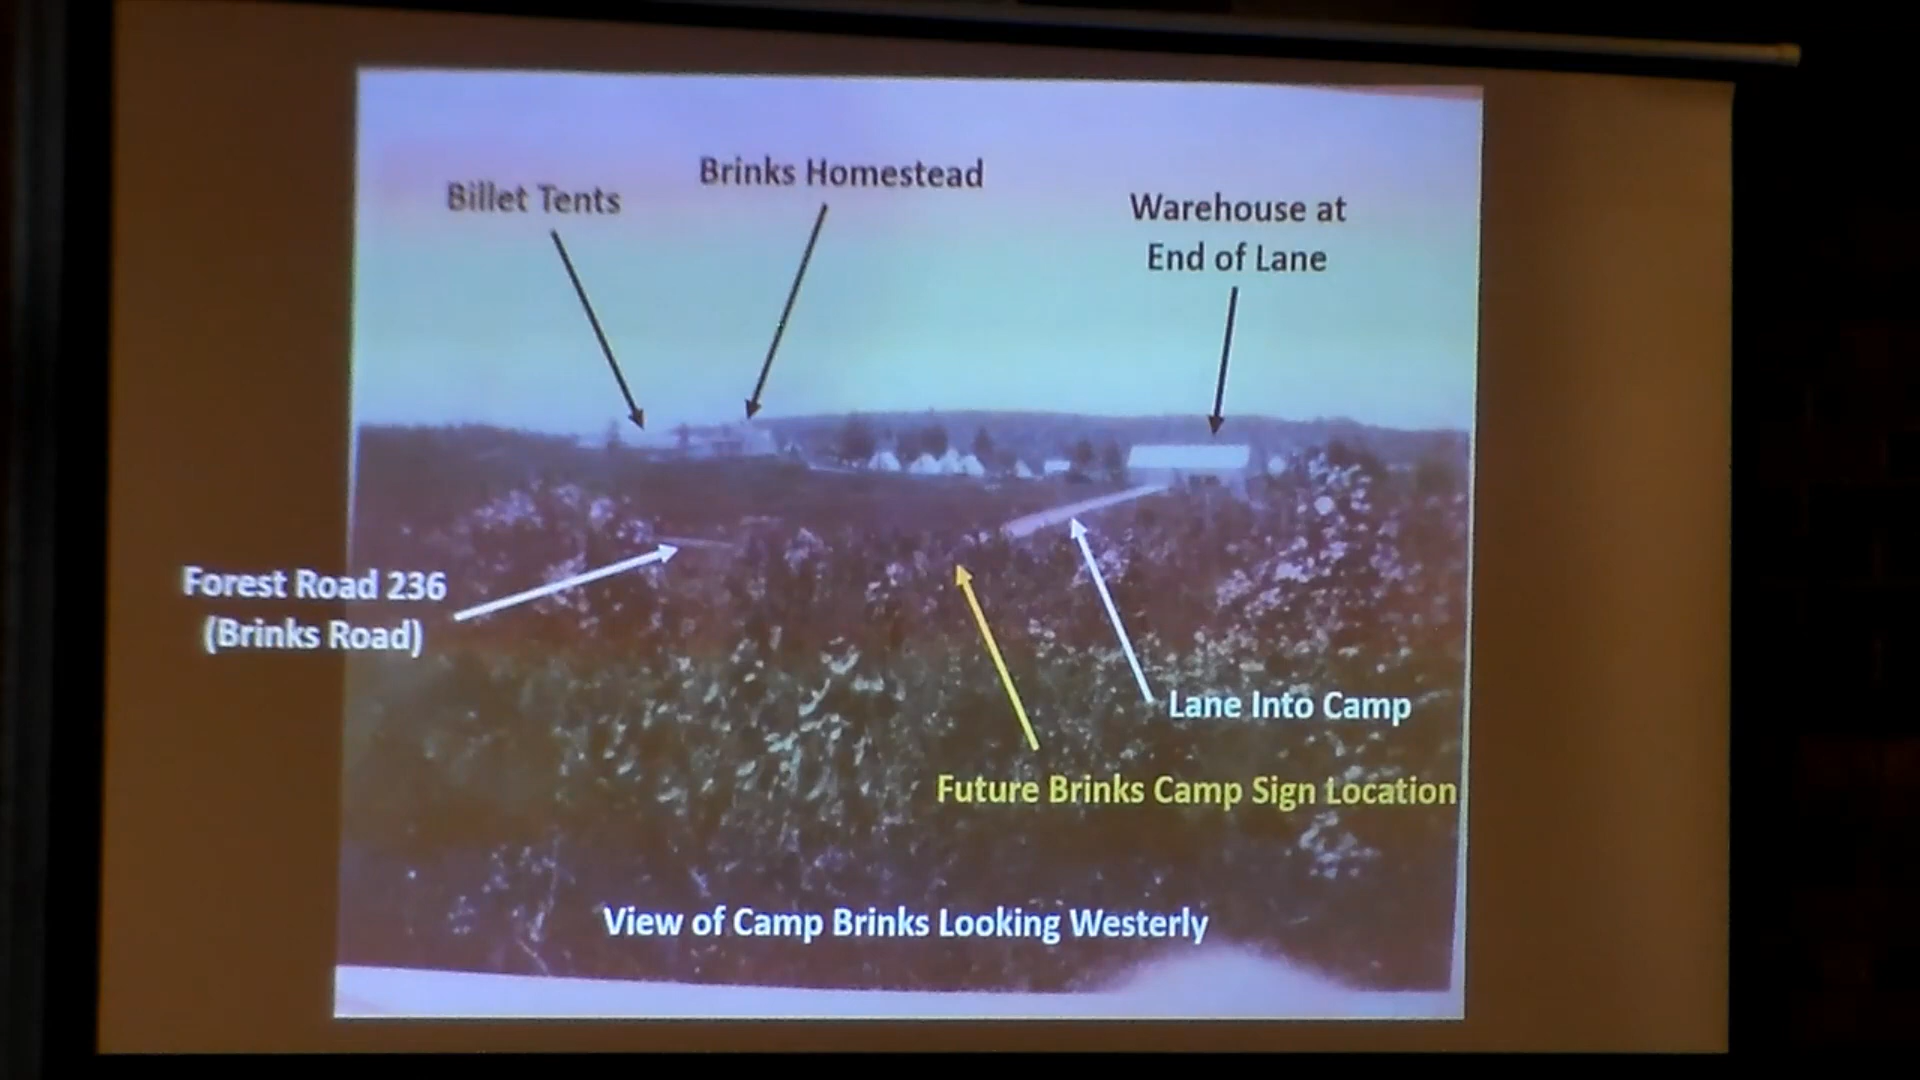 Billet Tents
Brinks Homestead
Warehouse at
End of Lane
Forest Road 236
(Brinks Road)
Lane Into Camp
Future Brinks Camp Sign Location
View of Camp Brinks Looking Westerly